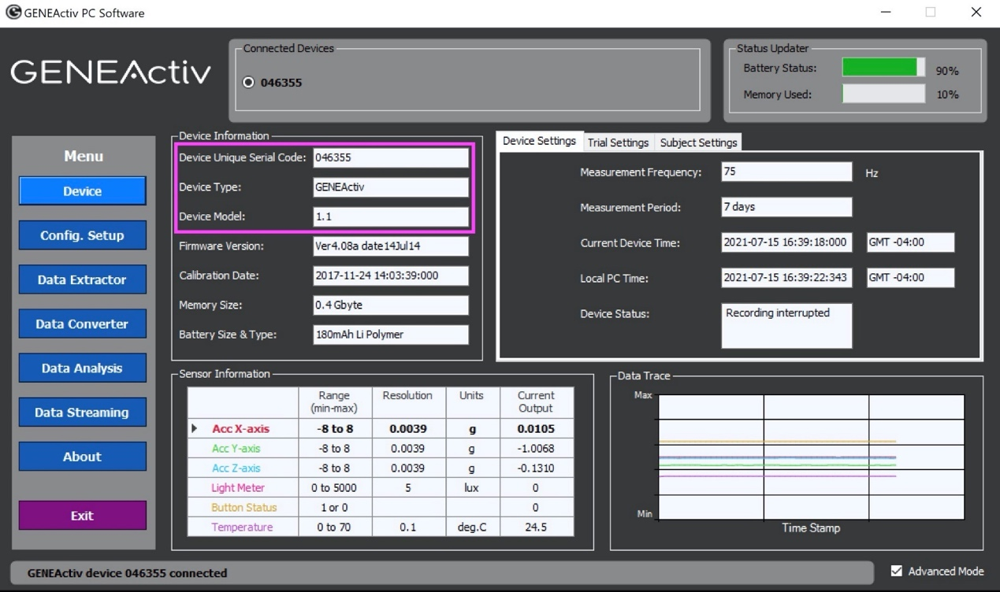 GENEActiv PC Software
GENEActiv
Connected Devices
046355
Status Updater
Battery Status: 90%
Memory Used: 10%
Menu
Device
Config. Setup
Data Extractor
Data Converter
Data Analysis
Data Streaming
About
Exit
Device Information
Device Unique Serial Code: 046355
Device Type: GENEActiv
Device Model: 1.1
Firmware Version: Ver4.08a date14Jul14
Calibration Date: 2017-11-24 14:03:39:000
Memory Size: 0.4 Gbyte
Battery Size & Type: 180mAh Li Polymer
Device Settings Trial Settings Subject Settings
Measurement Frequency: 75 Hz
Measurement Period: 7 days
Current Device Time: 2021-07-15 16:39:18:000 GMT -04:00
Local PC Time: 2021-07-15 16:39:22:343 GMT -04:00
Device Status: Recording interrupted
Sensor Information
Range (min-max) Resolution Units Current Output
Acc X-axis -8 to 8 0.0039 g 0.0105
Acc Y-axis -8 to 8 0.0039 g -1.0068
Acc Z-axis -8 to 8 0.0039 g -0.1310
Light Meter 0 to 5000 5 lux 0
Button Status 1 or 0 0
Temperature 0 to 70 0.1 deg.C 24.5
Data Trace
Max
Min
Time Stamp
GENEActiv device 046355 connected
Advanced Mode